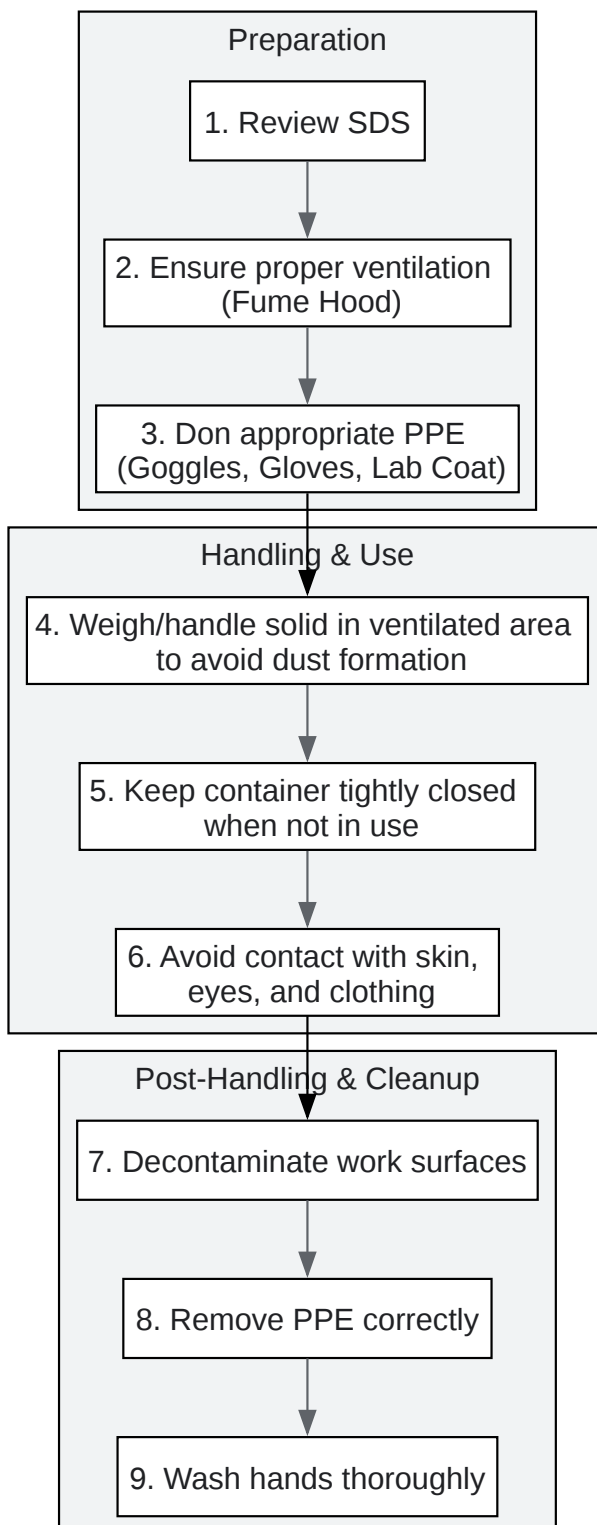 Preparation
1. Review SDS
2. Ensure proper ventilation
(Fume Hood)
3. Don appropriate PPE
(Goggles, Gloves, Lab Coat)
Handling & Use
4. Weigh/handle solid in ventilated area
to avoid dust formation
5. Keep container tightly closed
when not in use
6. Avoid contact with skin,
eyes, and clothing
Post-Handling & Cleanup
7. Decontaminate work surfaces
8. Remove PPE correctly
9. Wash hands thoroughly